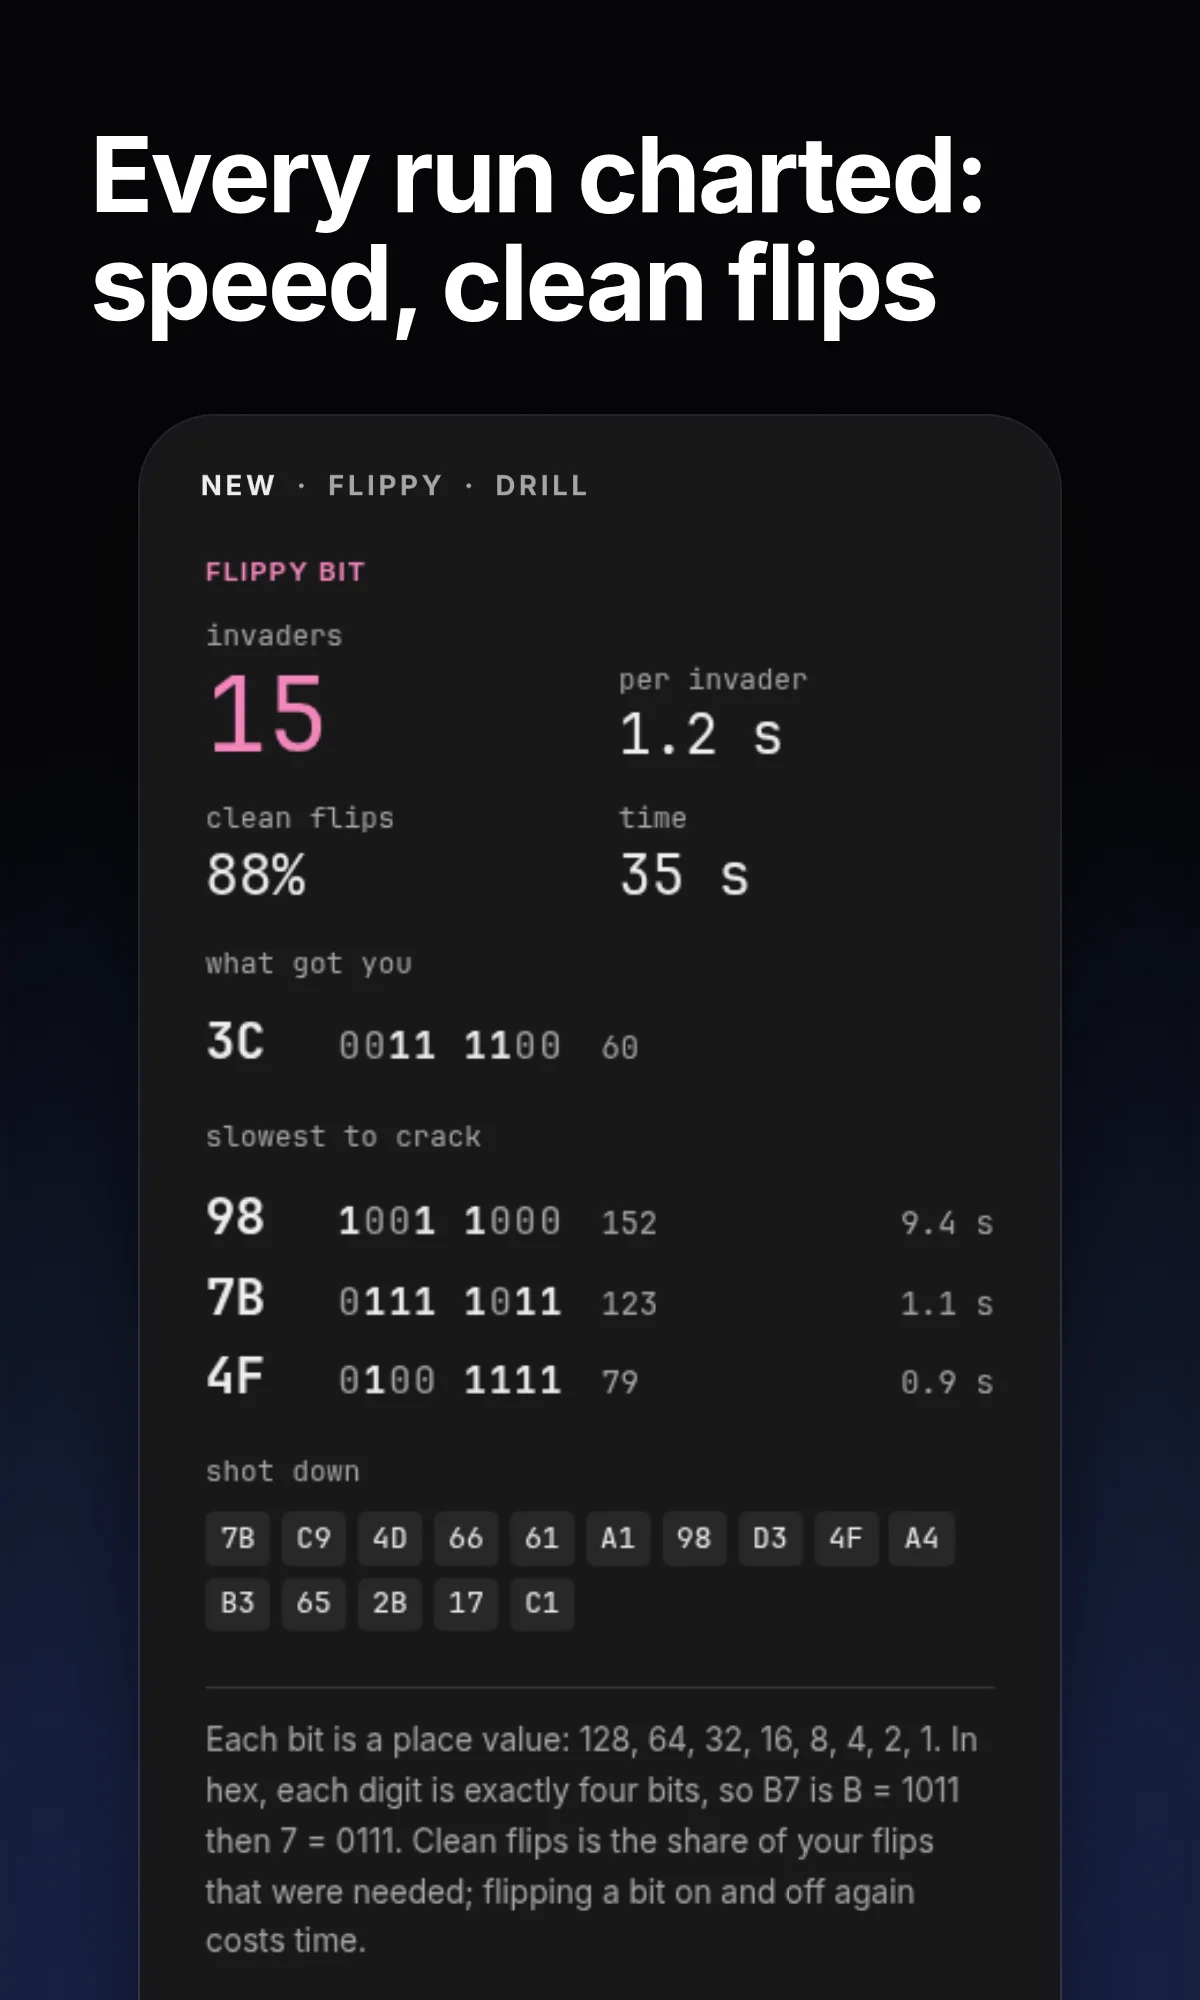 Every run charted:
speed, clean flips
NEW · FLIPPY · DRILL
FLIPPY BIT
invaders
15
per invader
1.2 s
clean flips
88%
time
35 s
what got you
3C 0011 1100 60
slowest to crack
98 1001 1000 152 9.4 s
7B 0111 1011 123 1.1 s
4F 0100 1111 79 0.9 s
shot down
7B C9 4D 66 61 A1 98 D3 4F A4
B3 65 2B 17 C1
Each bit is a place value: 128, 64, 32, 16, 8, 4, 2, 1. In
hex, each digit is exactly four bits, so B7 is B = 1011
then 7 = 0111. Clean flips is the share of your flips
that were needed; flipping a bit on and off again
costs time.